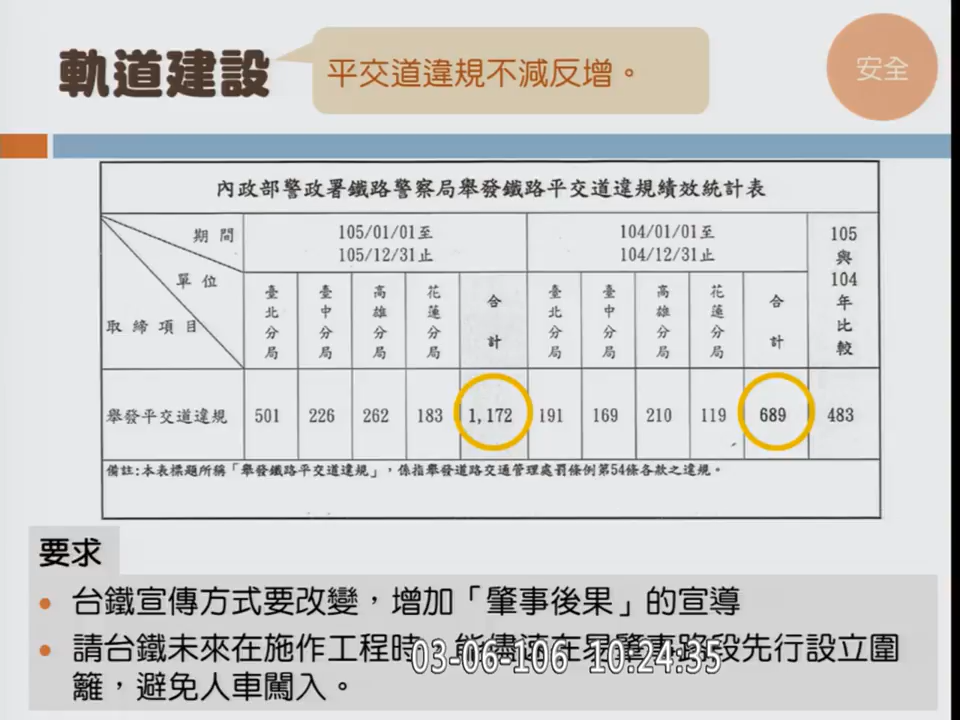 軌道建設
平交道違規不減反增。
安全
內政部警政署鐵路警察局舉發鐵路平交道違規績效統計表
期間
單位
取締項目
105/01/01至
105/12/31止
104/01/01至
104/12/31止
105與104年比較
臺北分局 臺中分局 高雄分局 花蓮分局 合計 臺北分局 臺中分局 高雄分局 花蓮分局 合計
舉發平交道違規 501 226 262 183 1,172 191 169 210 119 689 483
備註:本表標題所稱「舉發鐵路平交道違規」,係指舉發道路交通管理處罰條例第54條各款之違規。
要求
台鐵宣傳方式要改變，增加「肇事後果」的宣導
請台鐵未來在施作工程時，能儘速在易肇事路段先行設立圍
籬，避免人車闖入。
03-06-106 10:24:35